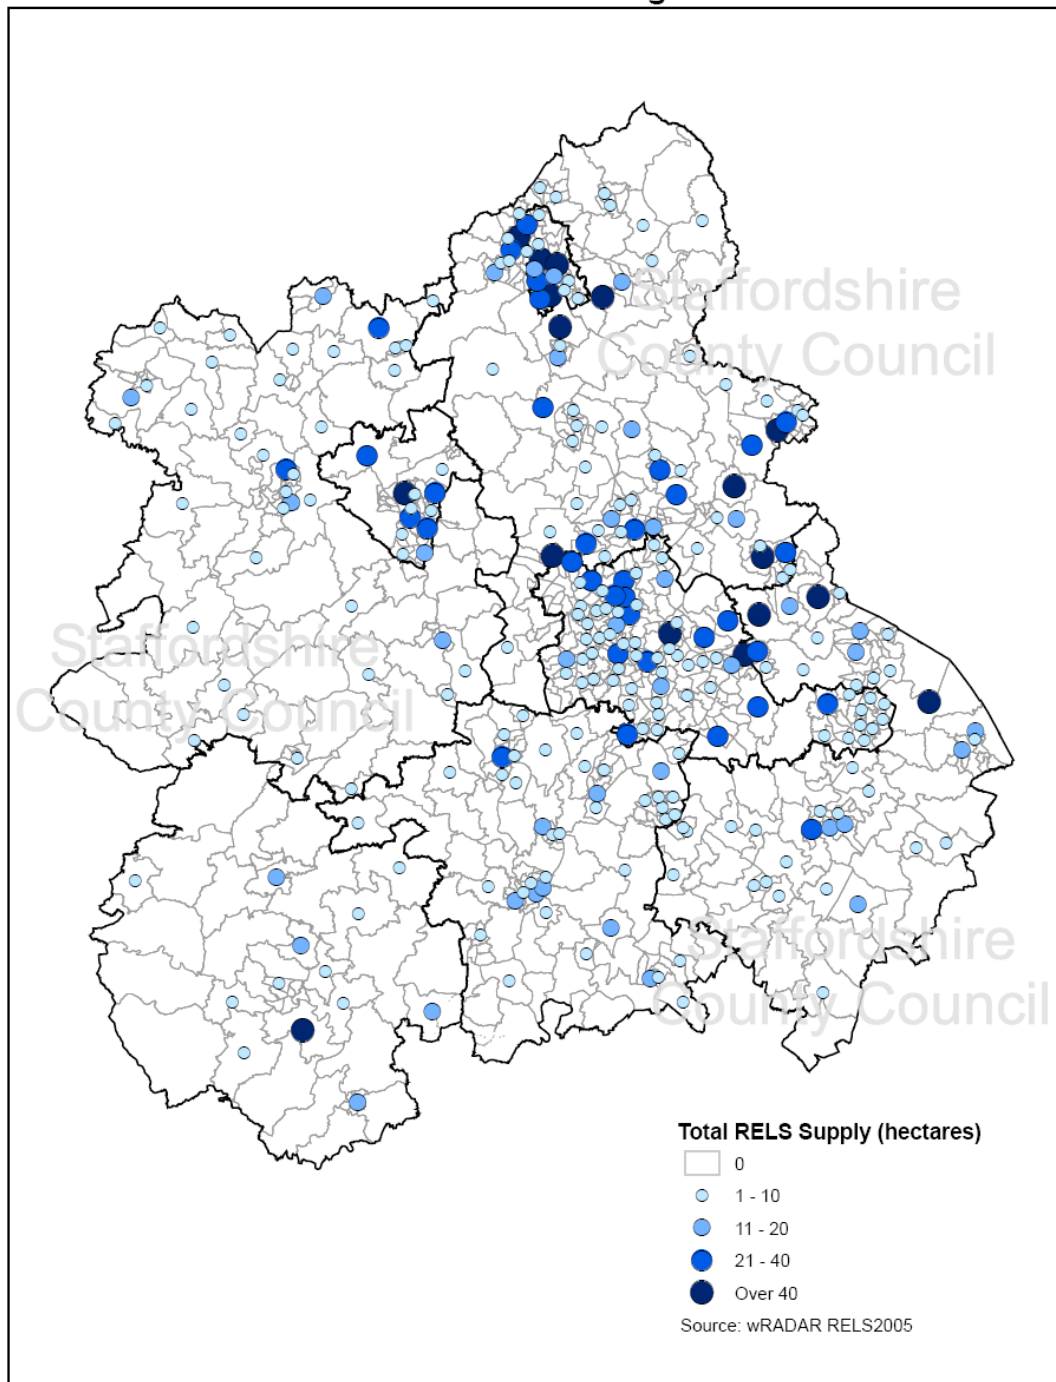 Staffordshire
County Council
Staffordshire
County Council
Staffordshire
County Council
Total RELS Supply (hectares)
0
1 - 10
11 - 20
21 - 40
Over 40
Source: wRADAR RELS2005